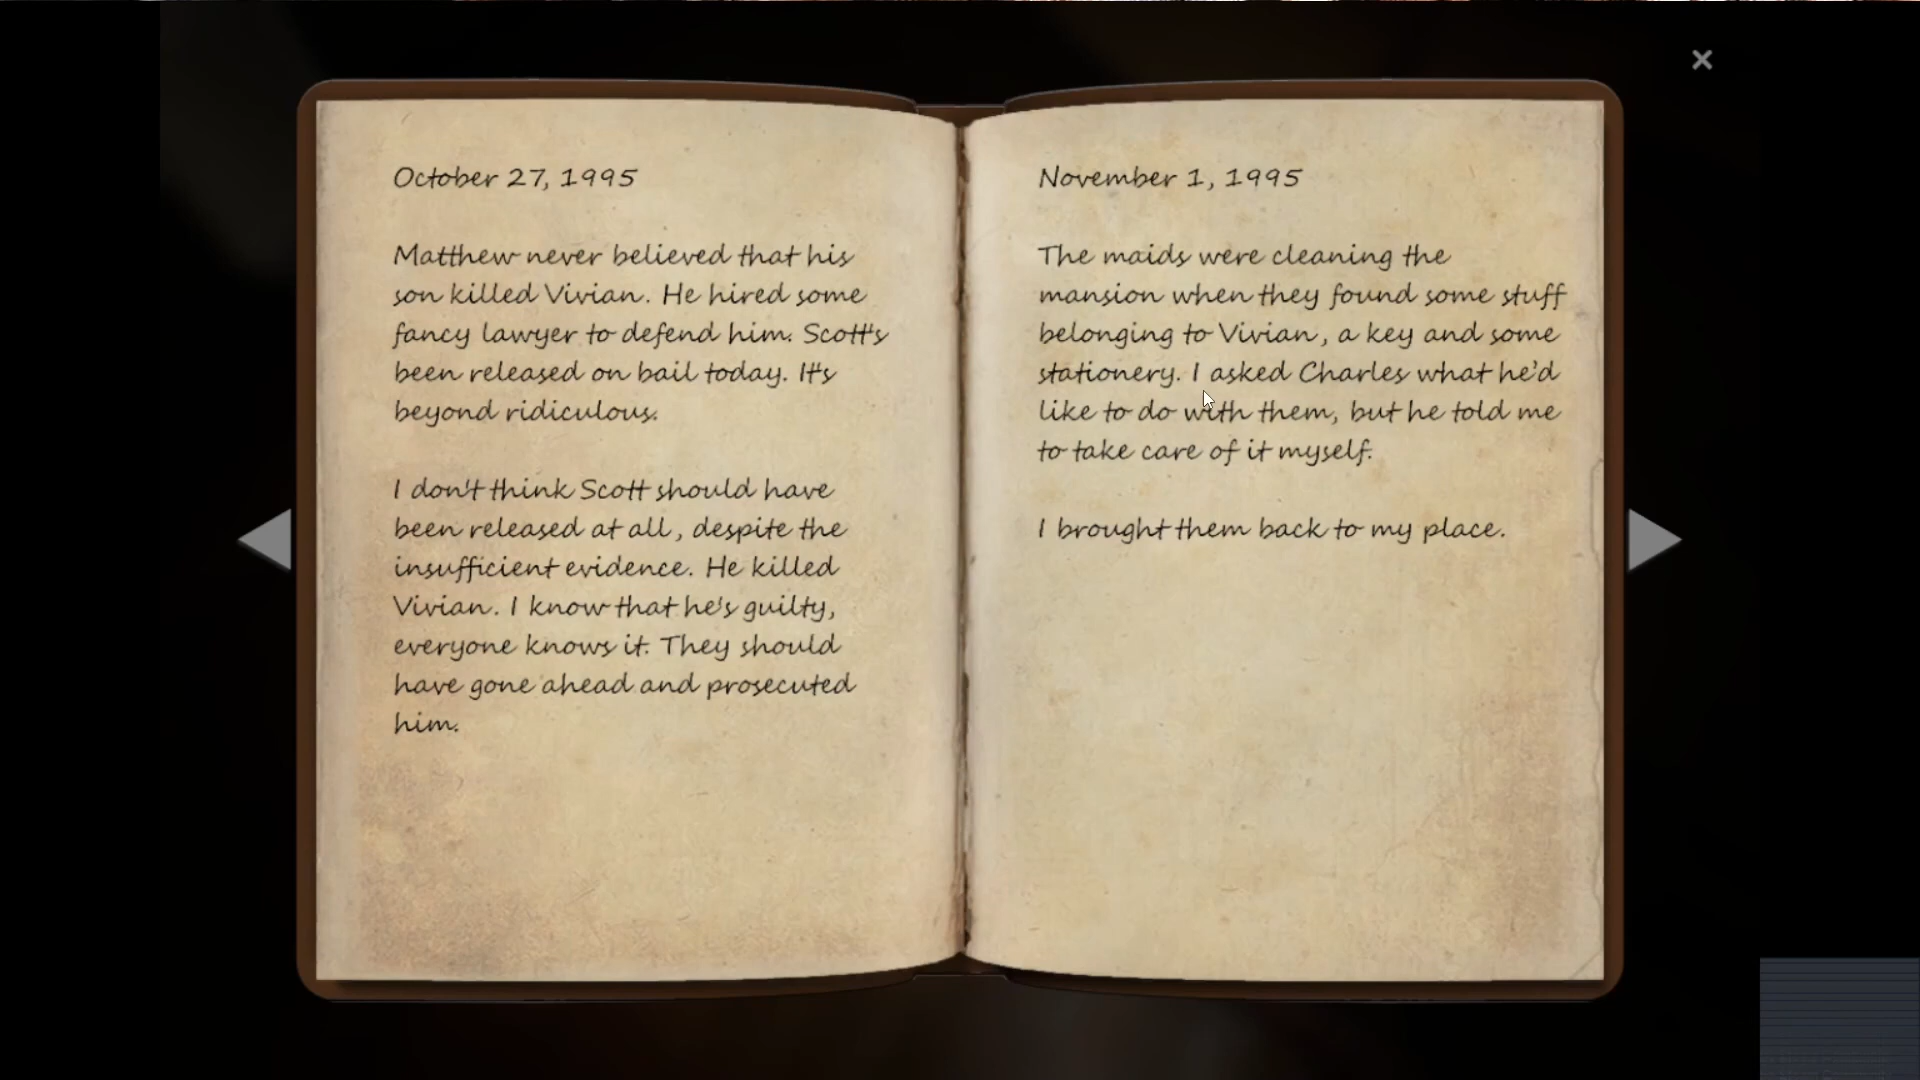 October 27, 1995
Matthew never believed that his
son killed Vivian. He hired some
fancy lawyer to defend him. Scott's
been released on bail today. It's
beyond ridiculous.
I don't think Scott should have
been released at all, despite the
insufficient evidence. He killed
Vivian. I know that he's guilty,
everyone knows it. They should
have gone ahead and prosecuted
him.
November 1, 1995
The maids were cleaning the
mansion when they found some stuff
belonging to Vivian, a key and some
stationery. I asked Charles what he'd
like to do with them, but he told me
to take care of it myself.
I brought them back to my place.